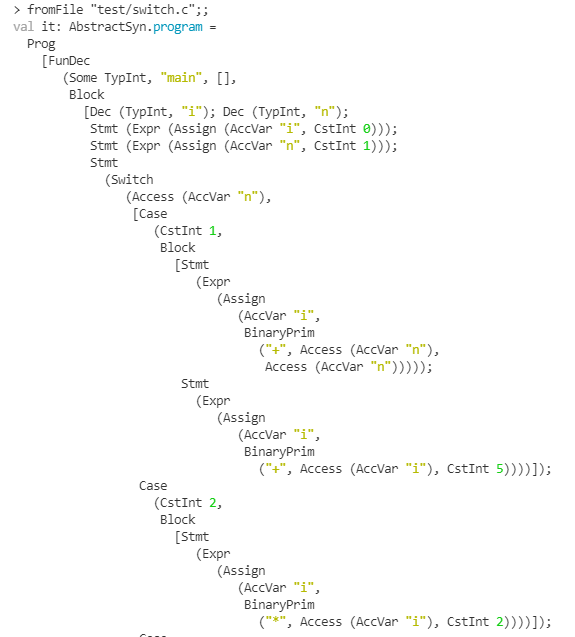 > fromFile "test/switch.c";;
val it: AbstractSyn.program =
  Prog
    [FunDec
       (Some TypInt, "main", [],
        Block
          [Dec (TypInt, "i"); Dec (TypInt, "n");
           Stmt (Expr (Assign (AccVar "i", CstInt 0)));
           Stmt (Expr (Assign (AccVar "n", CstInt 1)));
           Stmt
             (Switch
                (Access (AccVar "n"),
                 [Case
                    (CstInt 1,
                     Block
                       [Stmt
                          (Expr
                             (Assign
                                (AccVar "i",
                                 BinaryPrim
                                   ("+", Access (AccVar "n"),
                                    Access (AccVar "n")))));
                        Stmt
                          (Expr
                             (Assign
                                (AccVar "i",
                                 BinaryPrim
                                   ("+", Access (AccVar "i"), CstInt 5))))]);
                  Case
                    (CstInt 2,
                     Block
                       [Stmt
                          (Expr
                             (Assign
                                (AccVar "i",
                                 BinaryPrim
                                   ("*", Access (AccVar "i"), CstInt 2))))]);